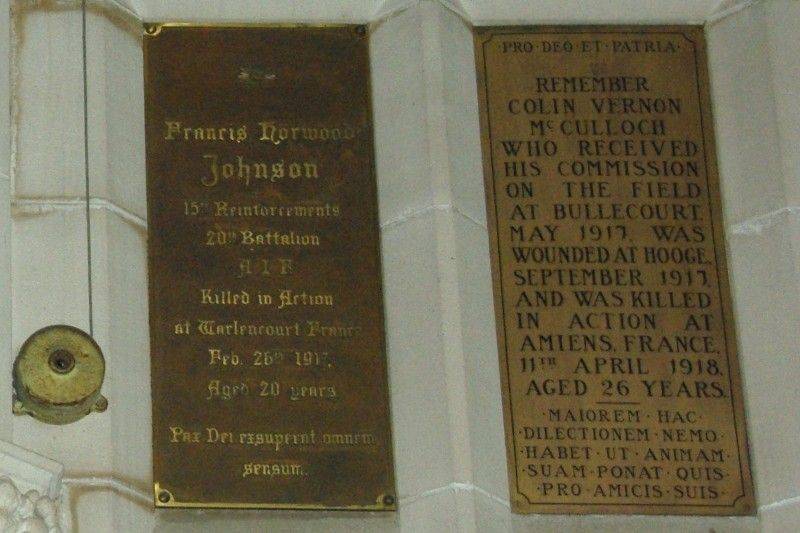 Francis Norwood
Johnson
15TH Reinforcements
20th Battalion
A I F
Killed in Action
at Warlencourt France
Feb. 26th 1917.
Aged 20 years
Pax Dei exsuperat omnem
sensum.
·PRO·DEO·ET·PATRIA·
REMEMBER
COLIN VERNON
McCULLOCH
WHO RECEIVED
HIS COMMISSION
ON THE FIELD
AT BULLECOURT,
MAY 1917, WAS
WOUNDED AT HOOGE,
SEPTEMBER 1917,
AND WAS KILLED
IN ACTION AT
AMIENS, FRANCE,
11TH APRIL 1918.
AGED 26 YEARS.
·MAIOREM·HAC·
·DILECTIONEM·NEMO·
·HABET·UT·ANIMAM·
·SUAM·PONAT·QUIS·
·PRO·AMICIS·SUIS·